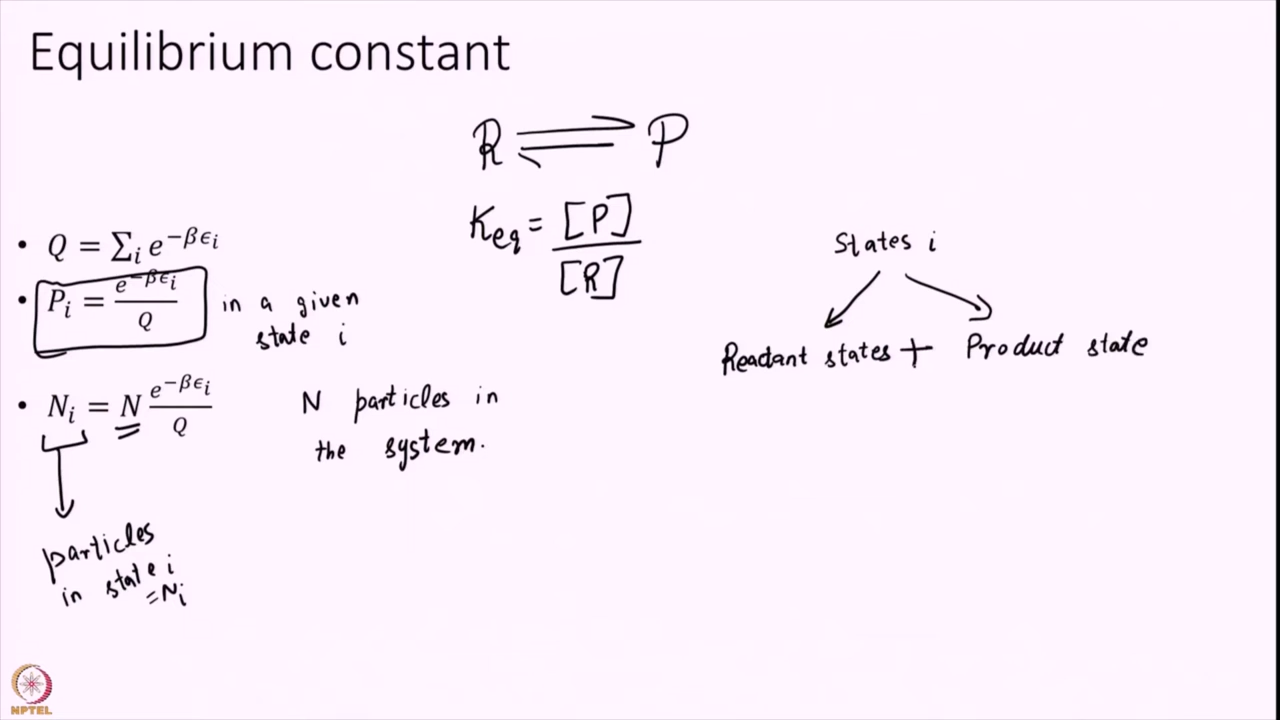 Equilibrium constant
R ⇌ P
K_eq = [P] / [R]
• Q = ∑_i e^{−βϵ_i}
• P_i = e^{−βϵ_i} / Q in a given
state i
• N_i = N e^{−βϵ_i} / Q
N particles in
the system.
particles
in state i
= N_i
States i
Reactant states + Product state
NPTEL